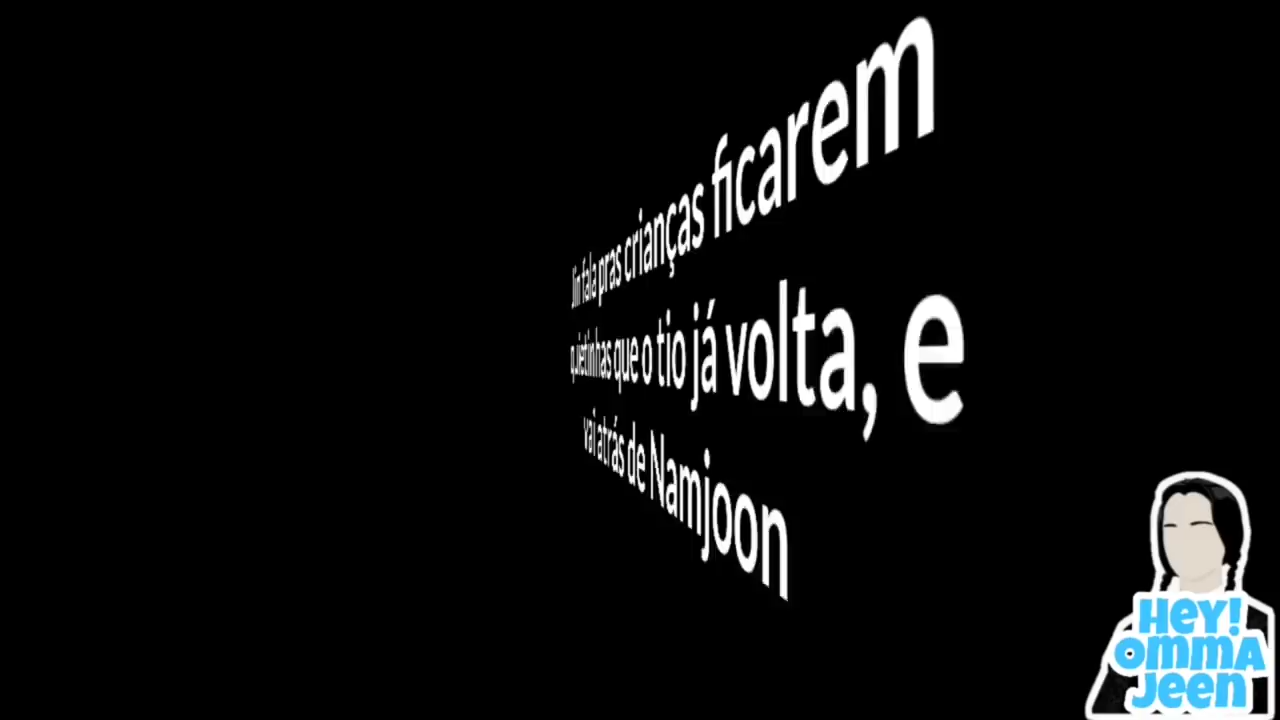 Jin fala pras crianças ficarem
quietinhas que o tio já volta, e
vai atrás de Namjoon
Hey!
OMMA
Jeen